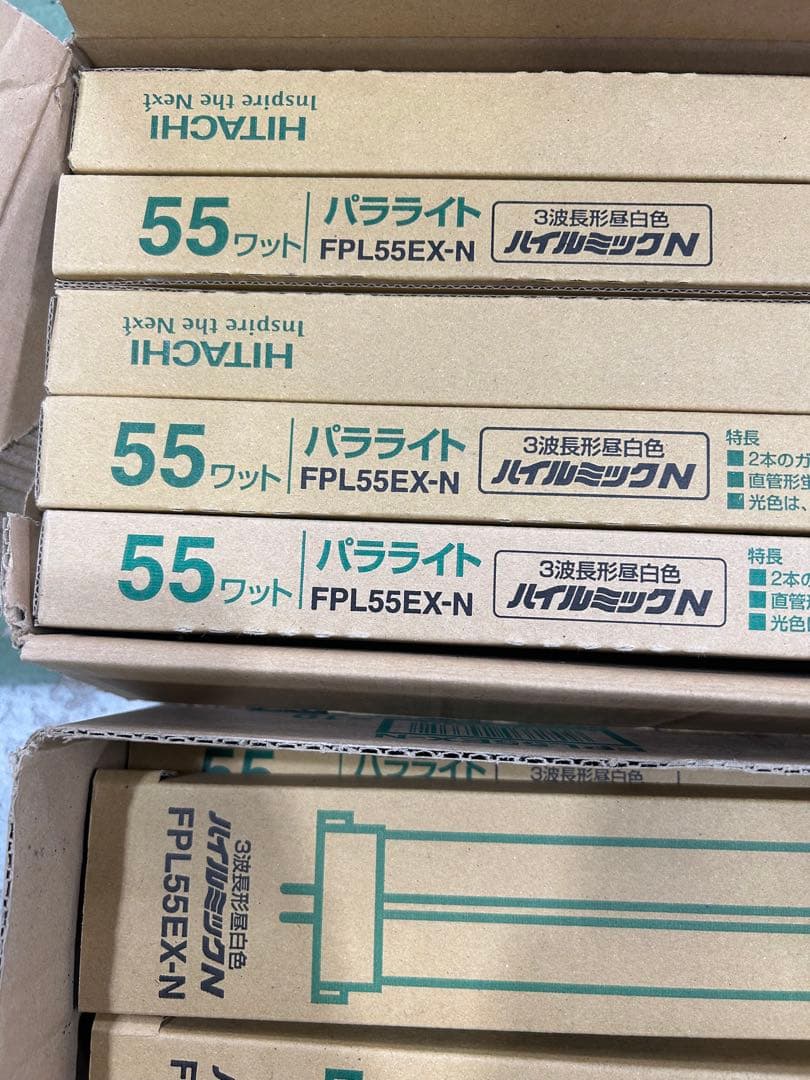 HITACHI
Inspire the Next
55ワット
パラライト
FPL55EX-N
3波長形昼白色
ハイルミックN
HITACHI
Inspire the Next
55ワット
パラライト
FPL55EX-N
3波長形昼白色
ハイルミックN
特長
■2本のガ
■直管形蛍
■光色は、
55ワット
パラライト
FPL55EX-N
3波長形昼白色
ハイルミックN
特長
■2本の
■直管形
■光色
55
パラライト
3波長形昼白色
3波長形昼白色
ハイルミックN
FPL55EX-N